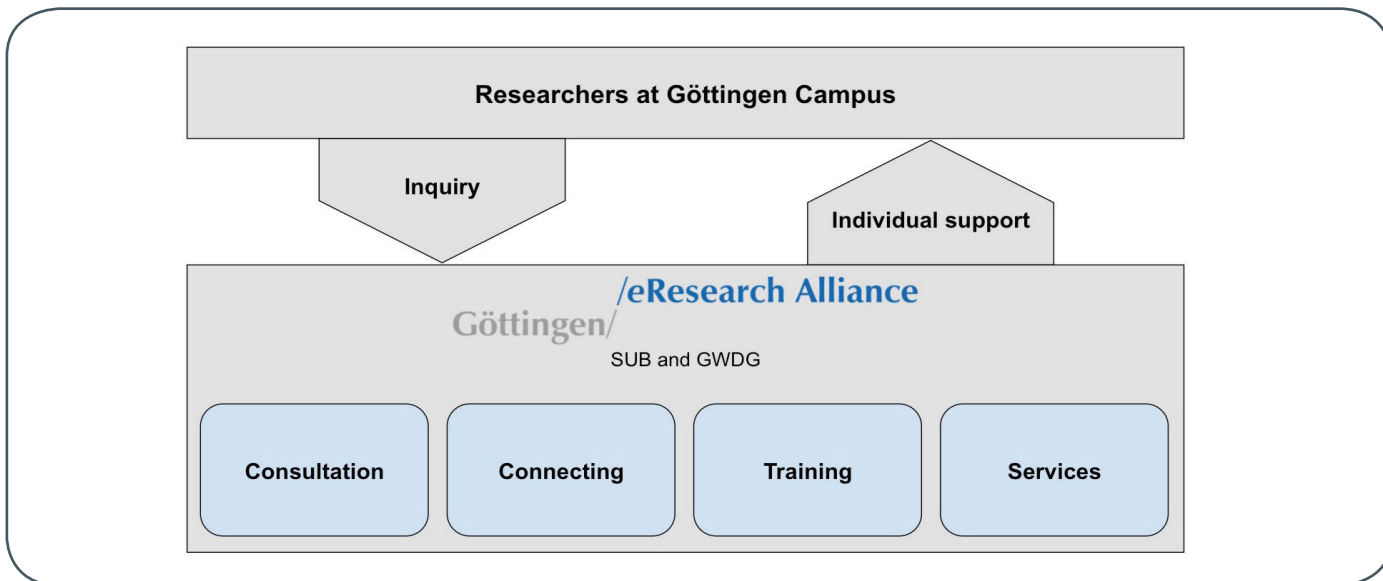 Researchers at Göttingen Campus
Inquiry
Individual support
/eResearch Alliance
Göttingen/
SUB and GWDG
Consultation
Connecting
Training
Services